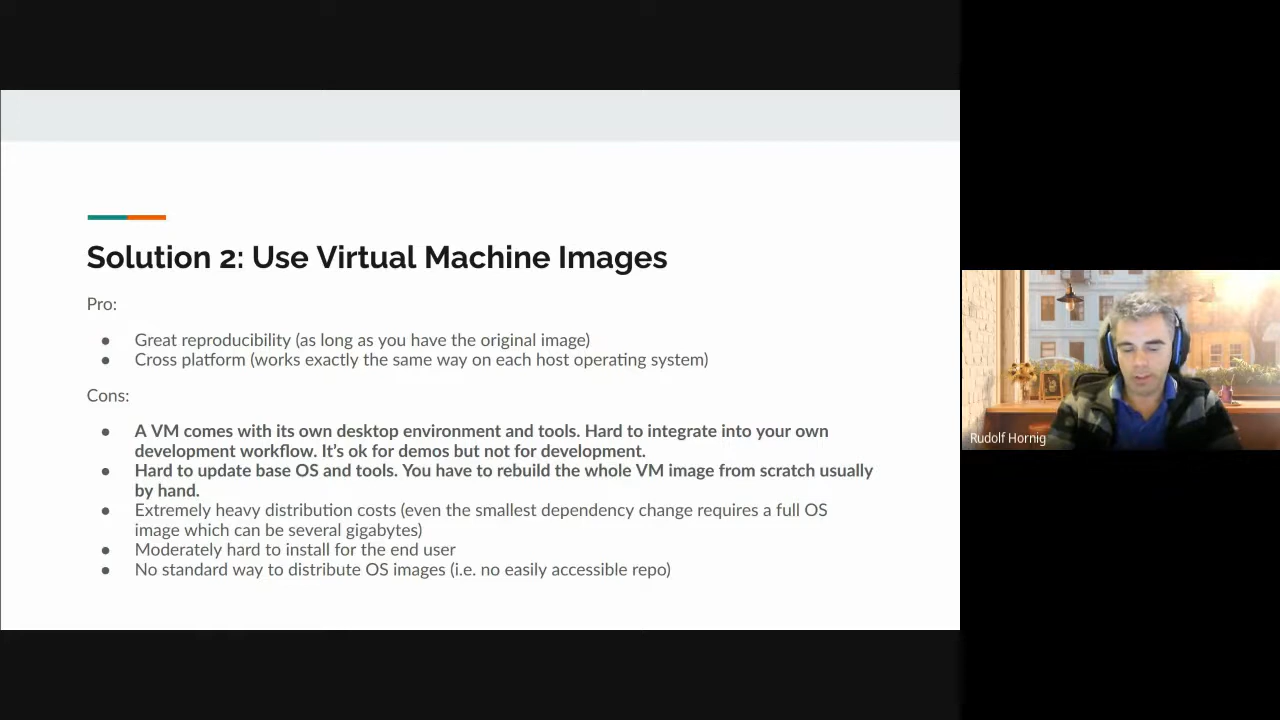 Solution 2: Use Virtual Machine Images
Pro:
● Great reproducibility (as long as you have the original image)
● Cross platform (works exactly the same way on each host operating system)
Cons:
● A VM comes with its own desktop environment and tools. Hard to integrate into your own
development workflow. It's ok for demos but not for development.
● Hard to update base OS and tools. You have to rebuild the whole VM image from scratch usually
by hand.
● Extremely heavy distribution costs (even the smallest dependency change requires a full OS
image which can be several gigabytes)
● Moderately hard to install for the end user
● No standard way to distribute OS images (i.e. no easily accessible repo)
Rudolf Hornig